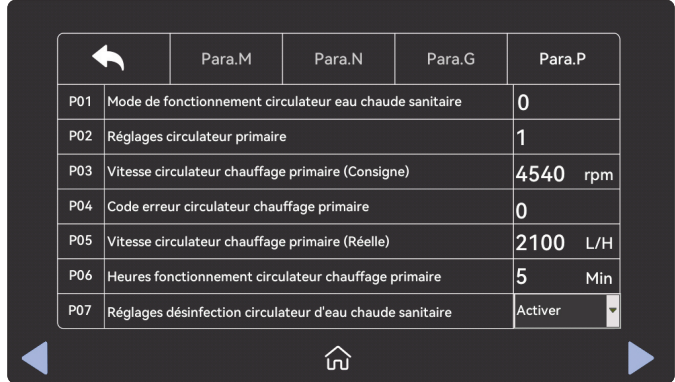 Para.M Para.N Para.G Para.P
P01 Mode de fonctionnement circulateur eau chaude sanitaire 0
P02 Réglages circulateur primaire 1
P03 Vitesse circulateur chauffage primaire (Consigne) 4540 rpm
P04 Code erreur circulateur chauffage primaire 0
P05 Vitesse circulateur chauffage primaire (Réelle) 2100 L/H
P06 Heures fonctionnement circulateur chauffage primaire 5 Min
P07 Réglages désinfection circulateur d'eau chaude sanitaire Activer